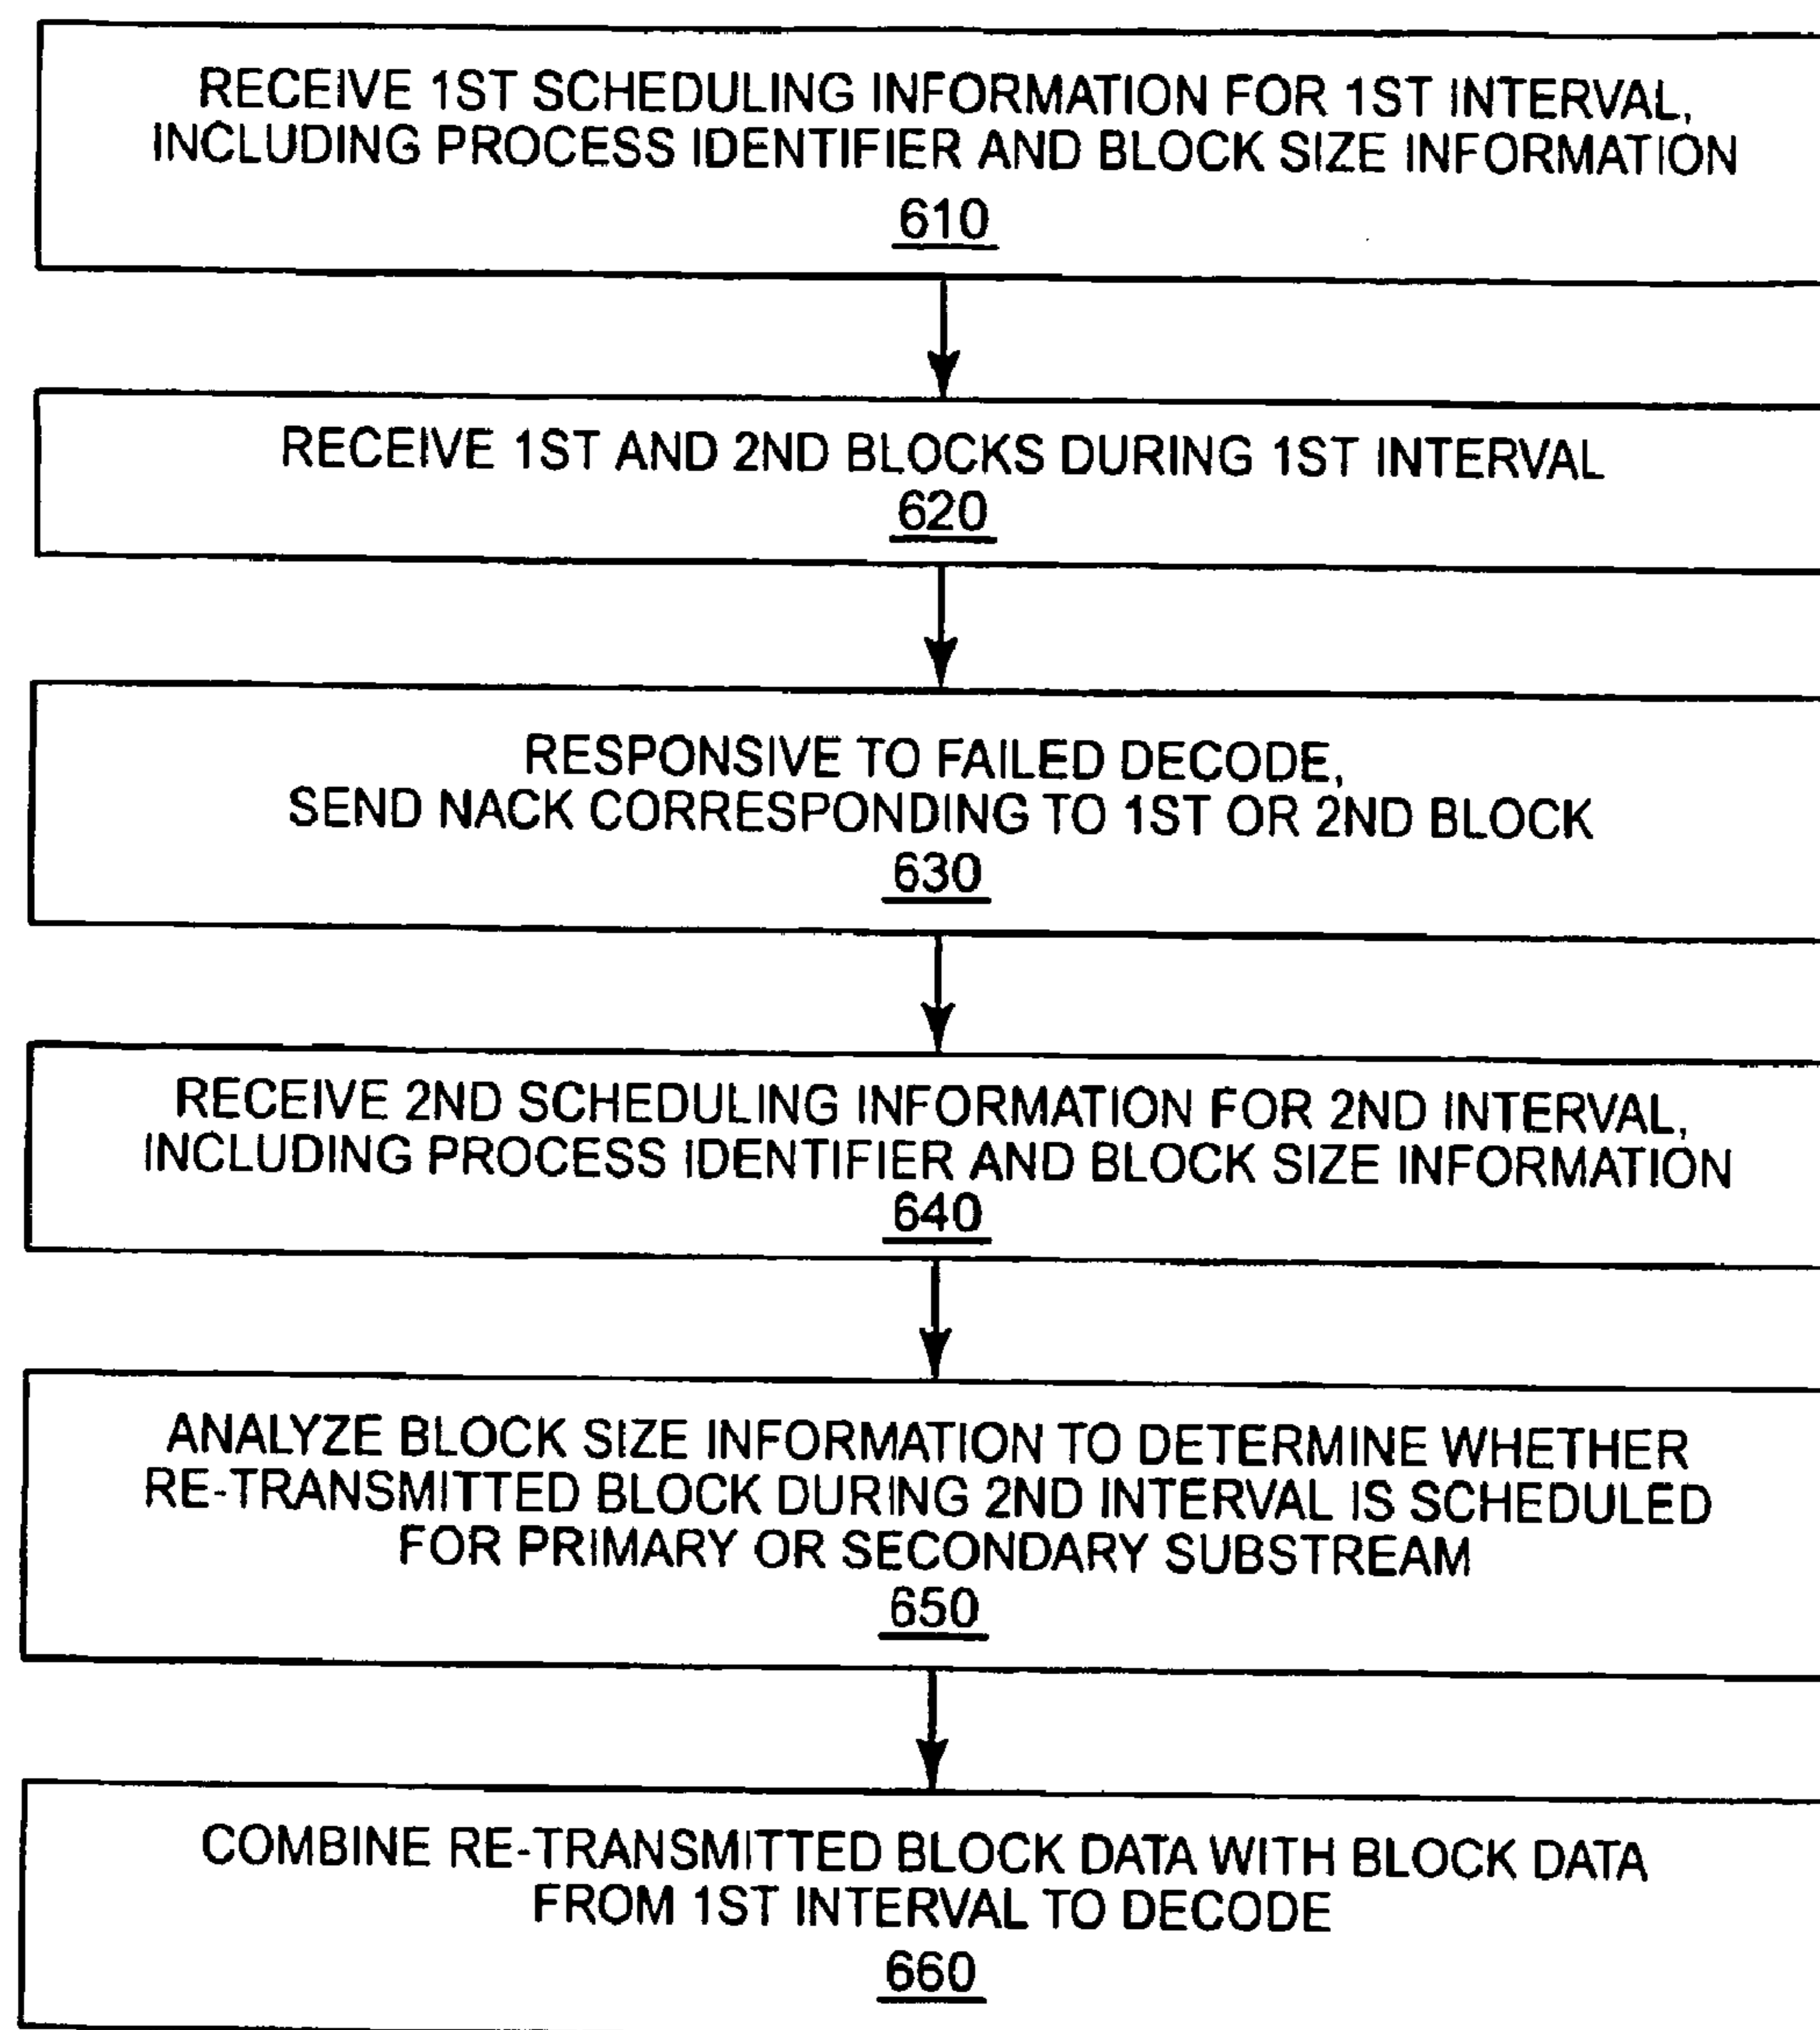 RECEIVE 1ST SCHEDULING INFORMATION FOR 1ST INTERVAL,
INCLUDING PROCESS IDENTIFIER AND BLOCK SIZE INFORMATION
610
RECEIVE 1ST AND 2ND BLOCKS DURING 1ST INTERVAL
620
RESPONSIVE TO FAILED DECODE,
SEND NACK CORRESPONDING TO 1ST OR 2ND BLOCK
630
RECEIVE 2ND SCHEDULING INFORMATION FOR 2ND INTERVAL,
INCLUDING PROCESS IDENTIFIER AND BLOCK SIZE INFORMATION
640
ANALYZE BLOCK SIZE INFORMATION TO DETERMINE WHETHER
RE-TRANSMITTED BLOCK DURING 2ND INTERVAL IS SCHEDULED
FOR PRIMARY OR SECONDARY SUBSTREAM
650
COMBINE RE-TRANSMITTED BLOCK DATA WITH BLOCK DATA
FROM 1ST INTERVAL TO DECODE
660